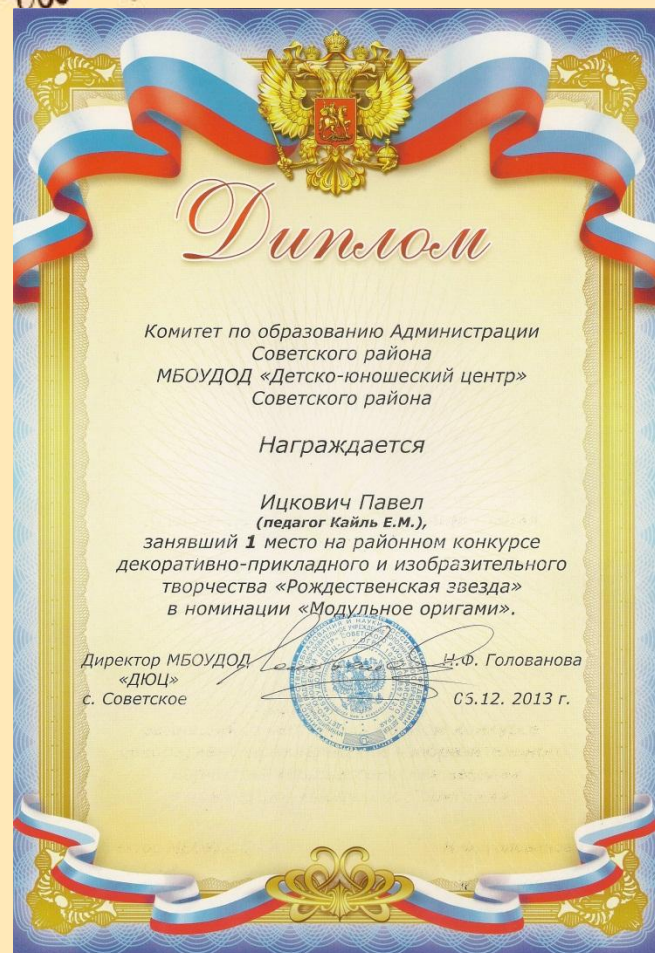 Диплом
Комитет по образованию Администрации
Советского района
МБОУДОД «Детско-юношеский центр»
Советского района
Награждается
Ицкович Павел
(педагог Кайль Е.М.),
занявший 1 место на районном конкурсе
декоративно-прикладного и изобразительного
творчества «Рождественская звезда»
в номинации «Модульное оригами».
Директор МБОУДОД Н.Ф. Голованова
«ДЮЦ»
с. Советское 05.12. 2013 г.